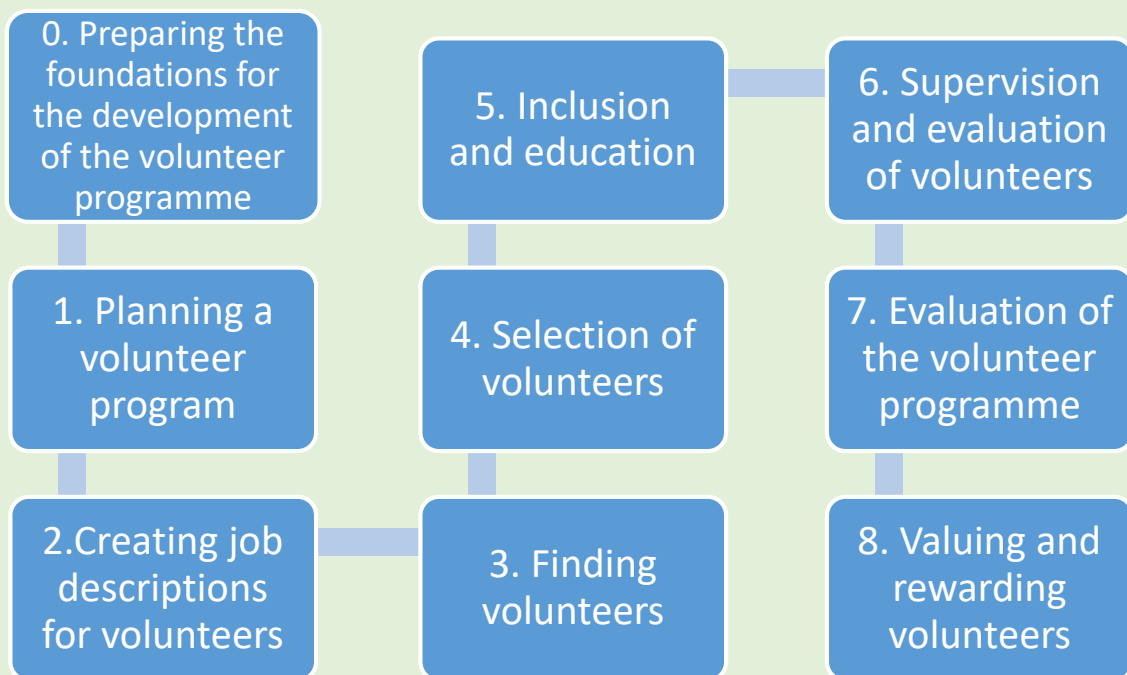 0. Preparing the
foundations for
the development
of the volunteer
programme
1. Planning a
volunteer
program
2.Creating job
descriptions
for volunteers
3. Finding
volunteers
4. Selection of
volunteers
5. Inclusion
and education
6. Supervision
and evaluation
of volunteers
7. Evaluation of
the volunteer
programme
8. Valuing and
rewarding
volunteers